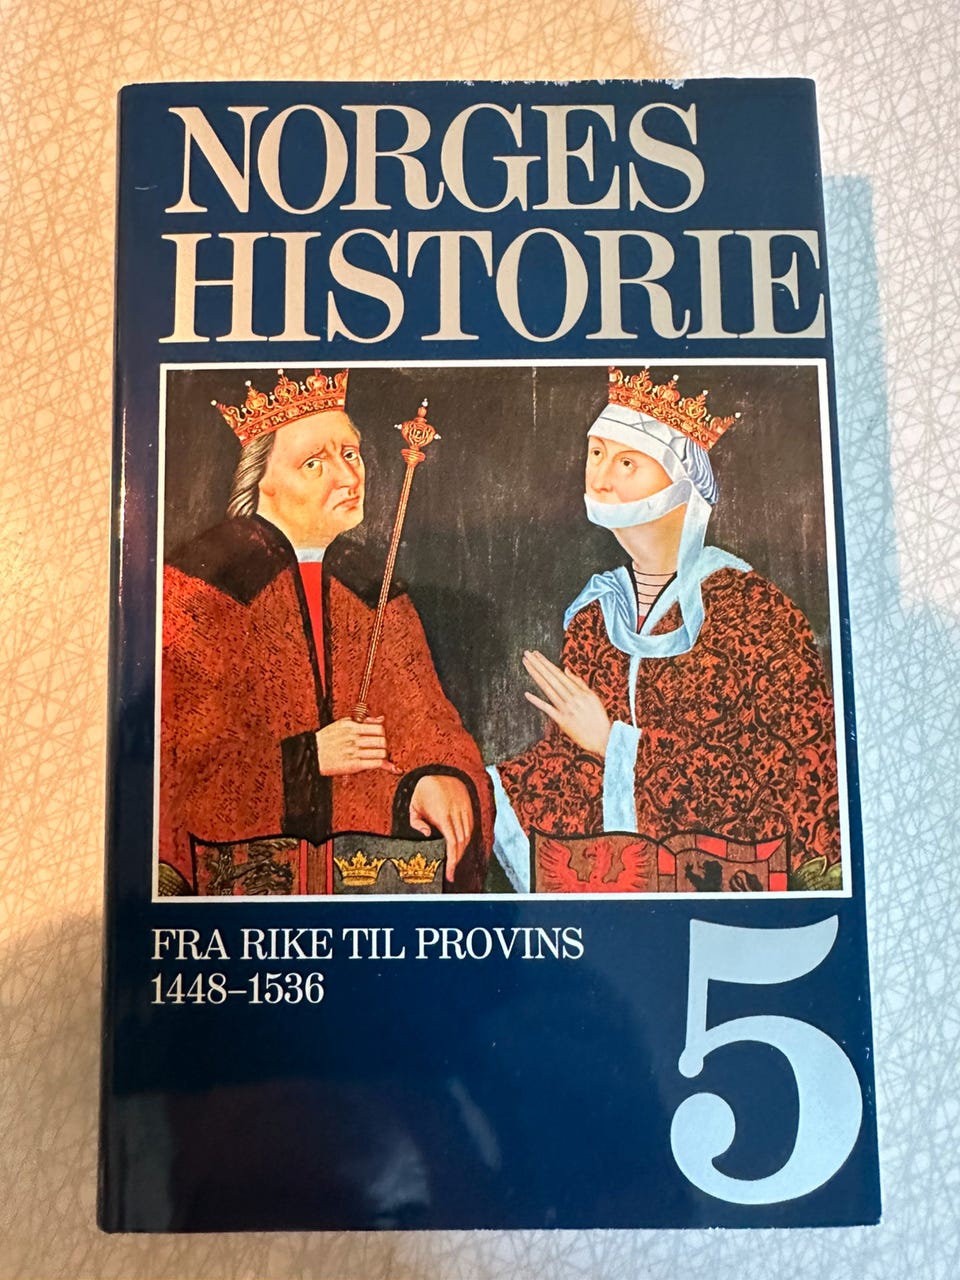 NORGES
HISTORIE
FRA RIKE TIL PROVINS
1448–1536
5